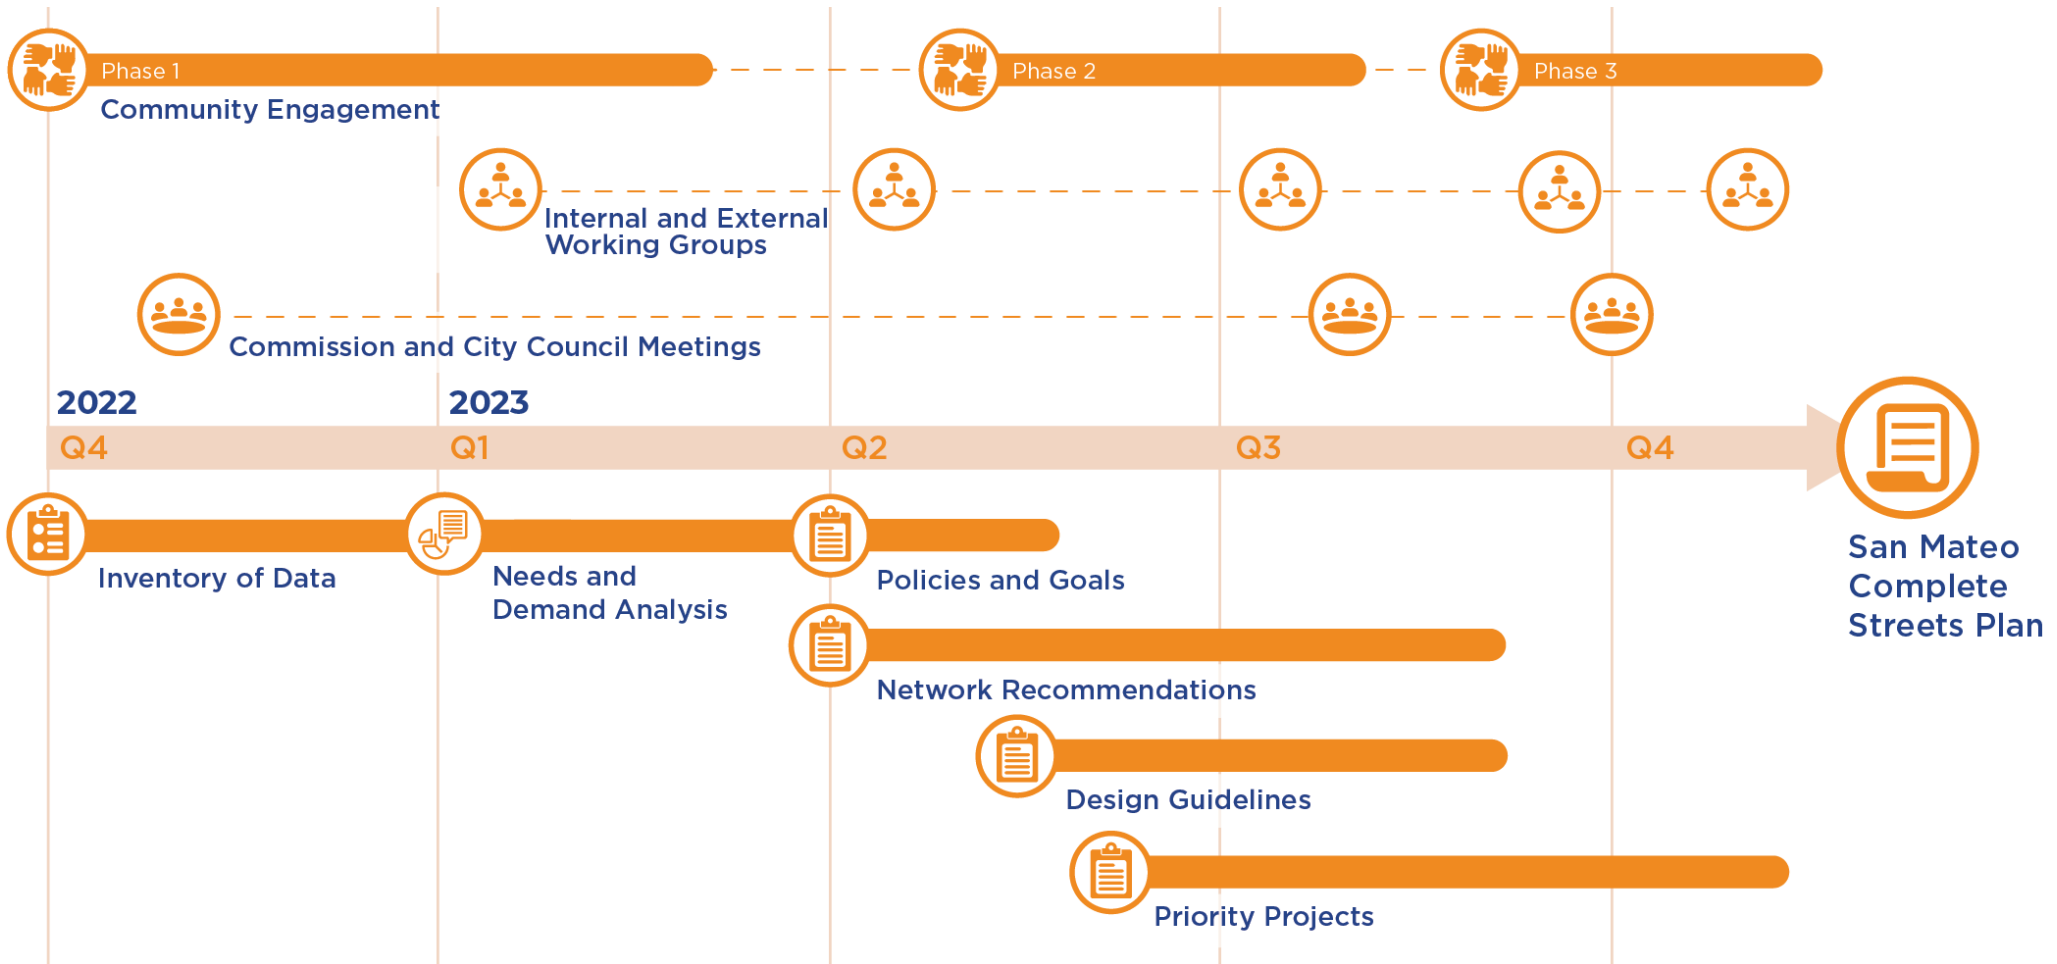 Phase 1
Phase 2
Phase 3
Community Engagement
Internal and External
Working Groups
Commission and City Council Meetings
2022
2023
Q4
Q1
Q2
Q3
Q4
Inventory of Data
Needs and
Demand Analysis
Policies and Goals
San Mateo
Complete
Streets Plan
Network Recommendations
Design Guidelines
Priority Projects